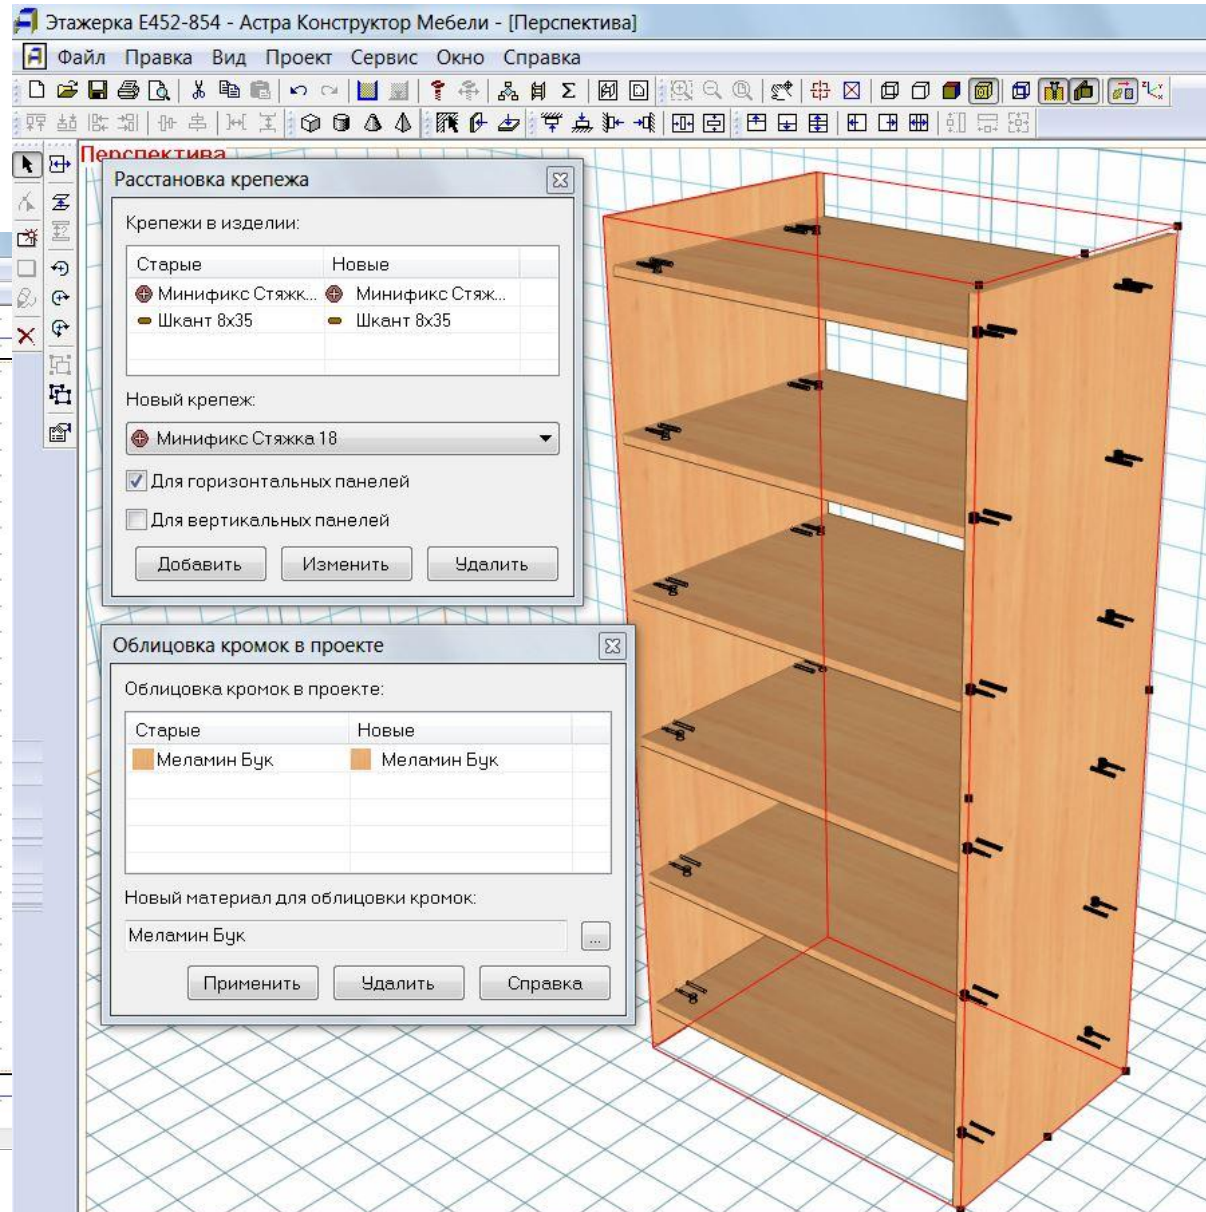 Этажерка E452-854 - Астра Конструктор Мебели - [Перспектива]
Файл Правка Вид Проект Сервис Окно Справка
Перспектива
Расстановка крепежа
Крепежи в изделии:
Старые Новые
Минификс Стяжк... Минификс Стяж...
Шкант 8x35 Шкант 8x35
Новый крепеж:
Минификс Стяжка 18
Для горизонтальных панелей
Для вертикальных панелей
Добавить Изменить Удалить
Облицовка кромок в проекте
Облицовка кромок в проекте:
Старые Новые
Меламин Бук Меламин Бук
Новый материал для облицовки кромок:
Меламин Бук ...
Применить Удалить Справка